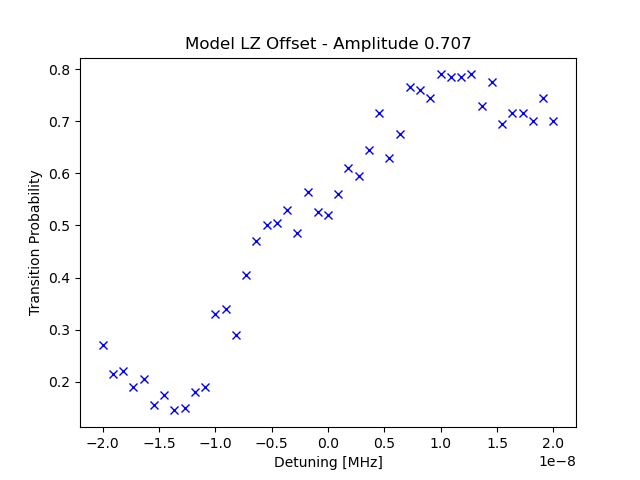 Model LZ Offset - Amplitude 0.707
Transition Probability
0.8
0.7
0.6
0.5
0.4
0.3
0.2
−2.0 −1.5 −1.0 −0.5 0.0 0.5 1.0 1.5 2.0
1e−8
Detuning [MHz]